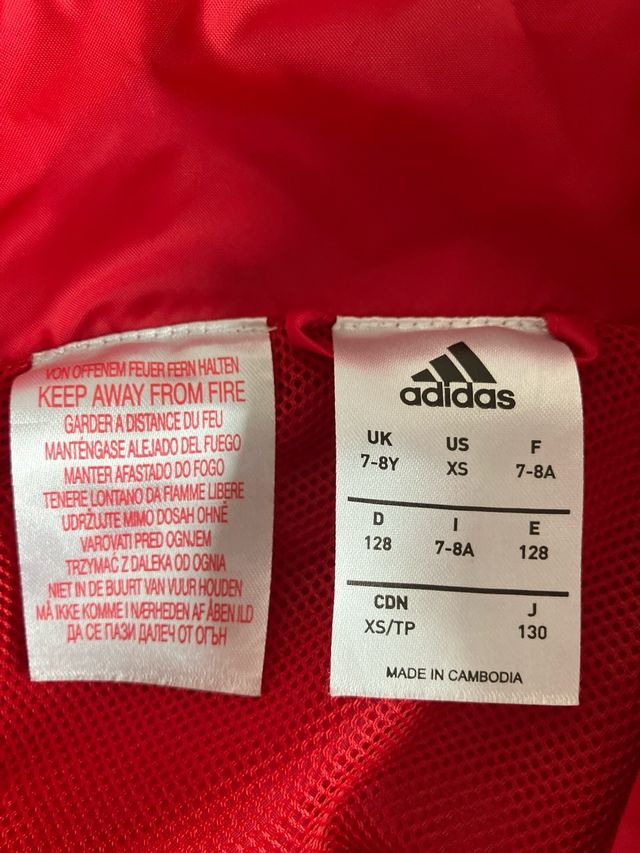 VON OFFENEM FEUER FERN HALTEN
KEEP AWAY FROM FIRE
GARDER A DISTANCE DU FEU
MANTÉNGASE ALEJADO DEL FUEGO
MANTER AFASTADO DO FOGO
TENERE LONTANO DA FIAMME LIBERE
UDRŽUJTE MIMO DOSAH OHNĚ
VAROVATI PRED OGNJEM
TRZYMAĆ Z DALEKA OD OGNIA
NIET IN DE BUURT VAN VUUR HOUDEN
MÅ IKKE KOMME I NÆRHEDEN AF ÅBEN ILD
ДА СЕ ПАЗИ ДАЛЕЧ ОТ ОГЪН
adidas
UK US F
7-8Y XS 7-8A
D I E
128 7-8A 128
CDN J
XS/TP 130
MADE IN CAMBODIA